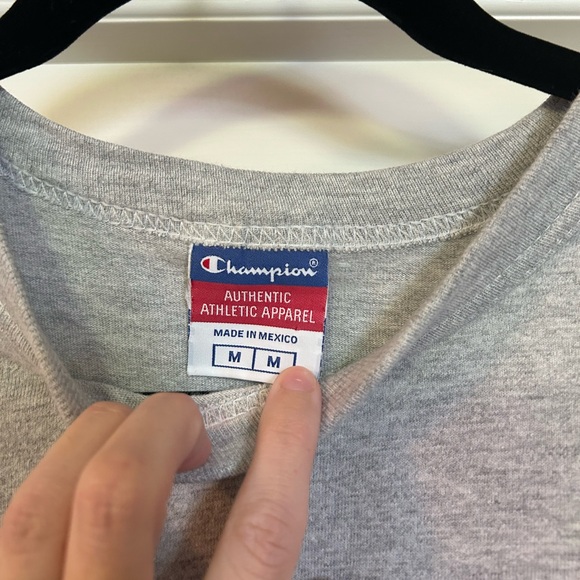 Champion®
AUTHENTIC
ATHLETIC APPAREL
MADE IN MEXICO
M M